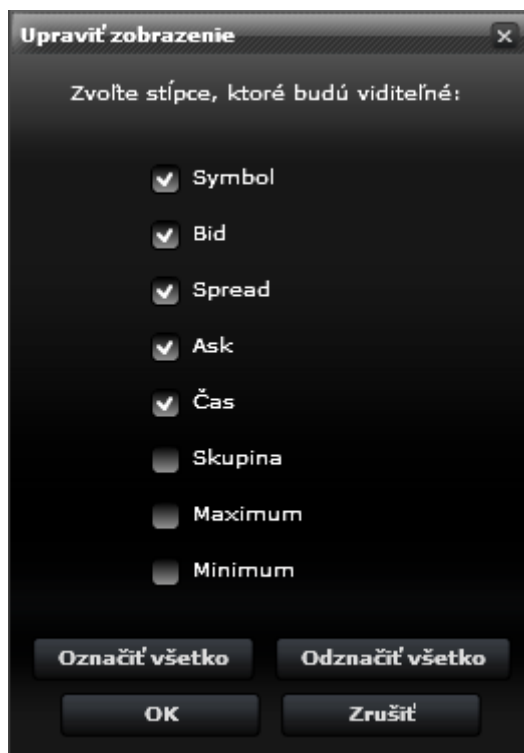 Upraviť zobrazenie
Zvoľte stĺpce, ktoré budú viditeľné:
Symbol
Bid
Spread
Ask
Čas
Skupina
Maximum
Minimum
Označiť všetko
Odznačiť všetko
OK
Zrušiť